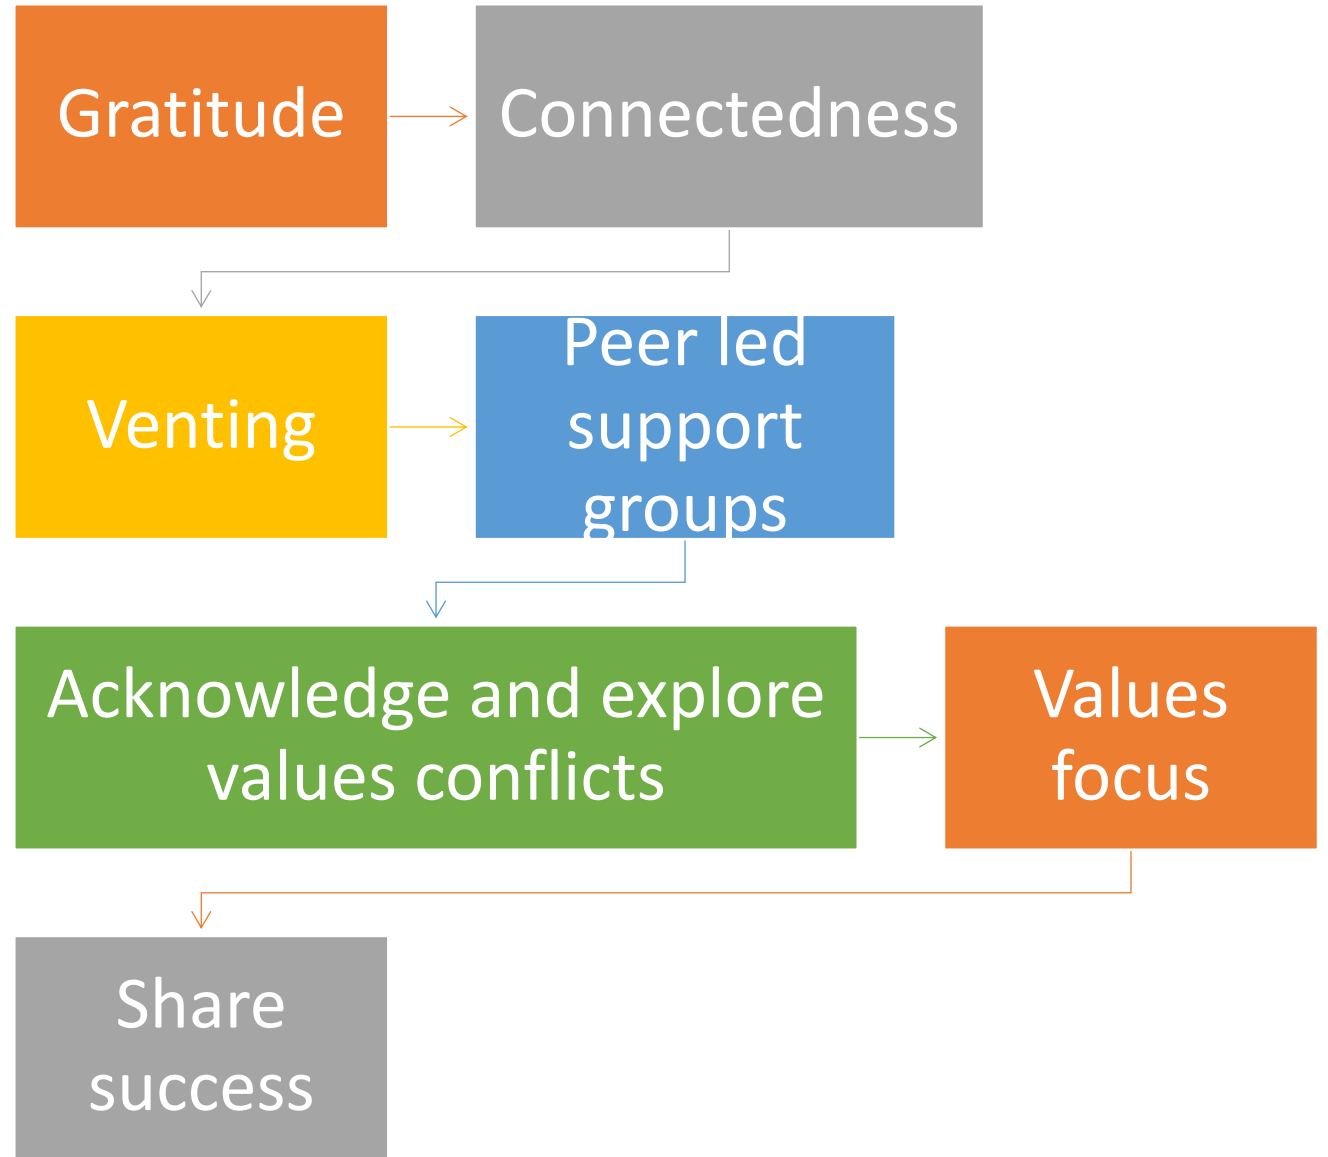 Gratitude
Connectedness
Venting
Peer led
support
groups
Acknowledge and explore
values conflicts
Values
focus
Share
success